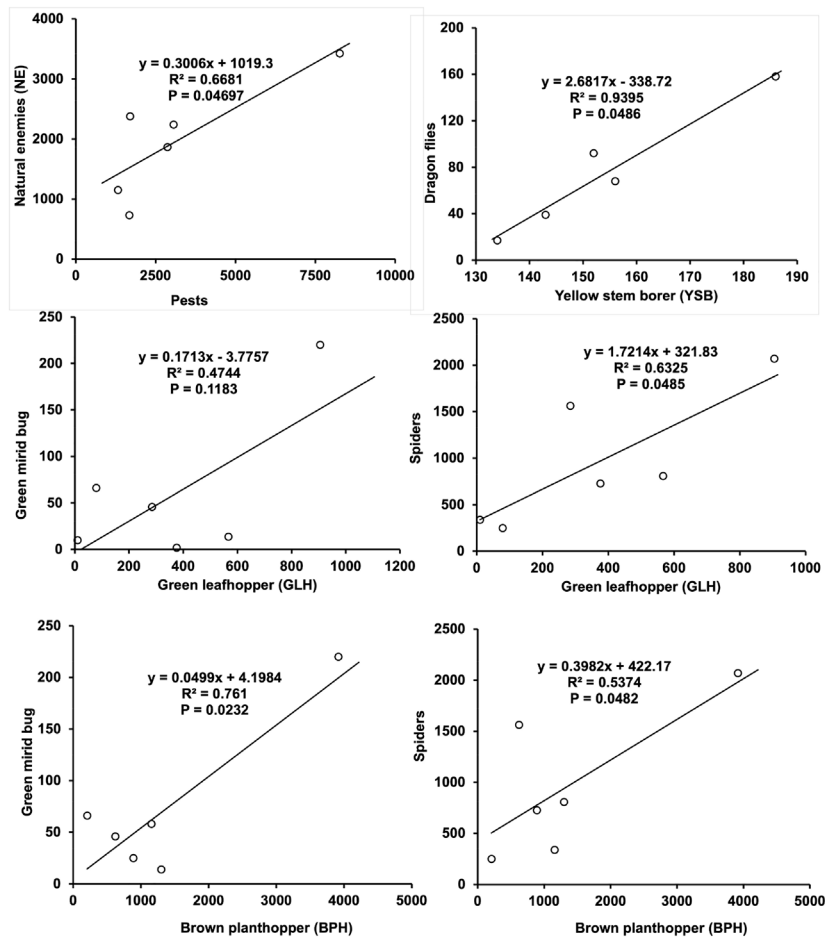 4000
3000
2000
1000
0
Natural enemies (NE)
y = 0.3006x + 1019.3
R² = 0.6681
P = 0.04697
0 2500 5000 7500 10000
Pests
200
160
120
80
40
0
Dragon flies
y = 2.6817x - 338.72
R² = 0.9395
P = 0.0486
130 140 150 160 170 180 190
Yellow stem borer (YSB)
250
200
150
100
50
0
Green mirid bug
y = 0.1713x - 3.7757
R² = 0.4744
P = 0.1183
0 200 400 600 800 1000 1200
Green leafhopper (GLH)
2500
2000
1500
1000
500
0
Spiders
y = 1.7214x + 321.83
R² = 0.6325
P = 0.0485
0 200 400 600 800 1000
Green leafhopper (GLH)
250
200
150
100
50
0
Green mirid bug
y = 0.0499x + 4.1984
R² = 0.761
P = 0.0232
0 1000 2000 3000 4000 5000
Brown planthopper (BPH)
2500
2000
1500
1000
500
0
Spiders
y = 0.3982x + 422.17
R² = 0.5374
P = 0.0482
0 1000 2000 3000 4000 5000
Brown planthopper (BPH)